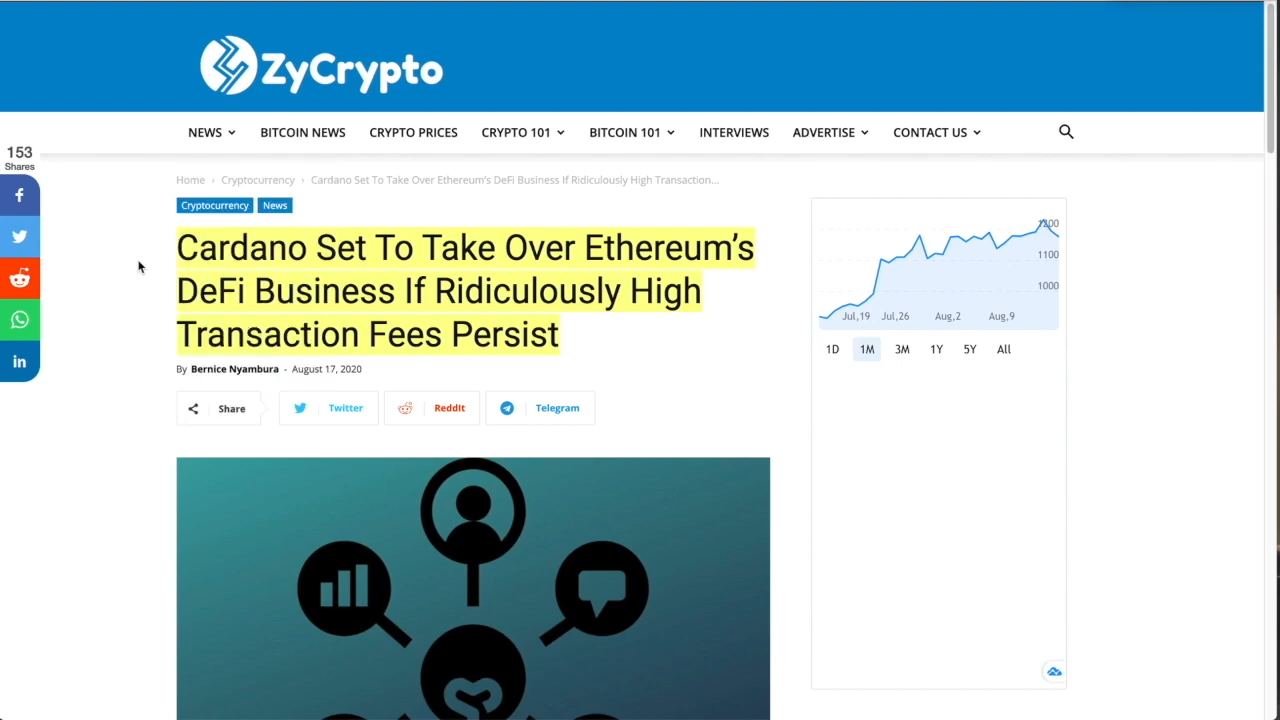 ZyCrypto
NEWS BITCOIN NEWS CRYPTO PRICES CRYPTO 101 BITCOIN 101 INTERVIEWS ADVERTISE CONTACT US
153
Shares
Home › Cryptocurrency › Cardano Set To Take Over Ethereum's DeFi Business If Ridiculously High Transaction...
Cryptocurrency News
Cardano Set To Take Over Ethereum’s
DeFi Business If Ridiculously High
Transaction Fees Persist
By Bernice Nyambura - August 17, 2020
Share Twitter ReddIt Telegram
1200
1100
1000
Jul,19 Jul,26 Aug,2 Aug,9
1D 1M 3M 1Y 5Y All